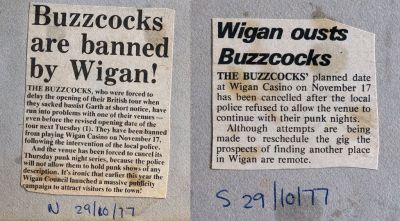 Buzzcocks
are banned
by Wigan!
THE BUZZCOCKS, who were forced to
delay the opening of their British tour when
they sacked bassist Garth at short notice, have
run into problems with one of their venues —
even before the revised opening date of the
tour next Tuesday (1). They have been banned
from playing Wigan Casino on November 17,
following the intervention of the local police.
And the venue has been forced to cancel its
Thursday punk night series, because the police
will not allow them to hold punk shows of any
description. It's ironic that earlier this year the
Wigan Council launched a massive publicity
campaign to attract visitors to the town!
N 29/10/77
Wigan ousts
Buzzcocks
THE BUZZCOCKS' planned date
at Wigan Casino on November 17
has been cancelled after the local
police refused to allow the venue to
continue with their punk nights.
Although attempts are being
made to reschedule the gig the
prospects of finding another place
in Wigan are remote.
S 29/10/77